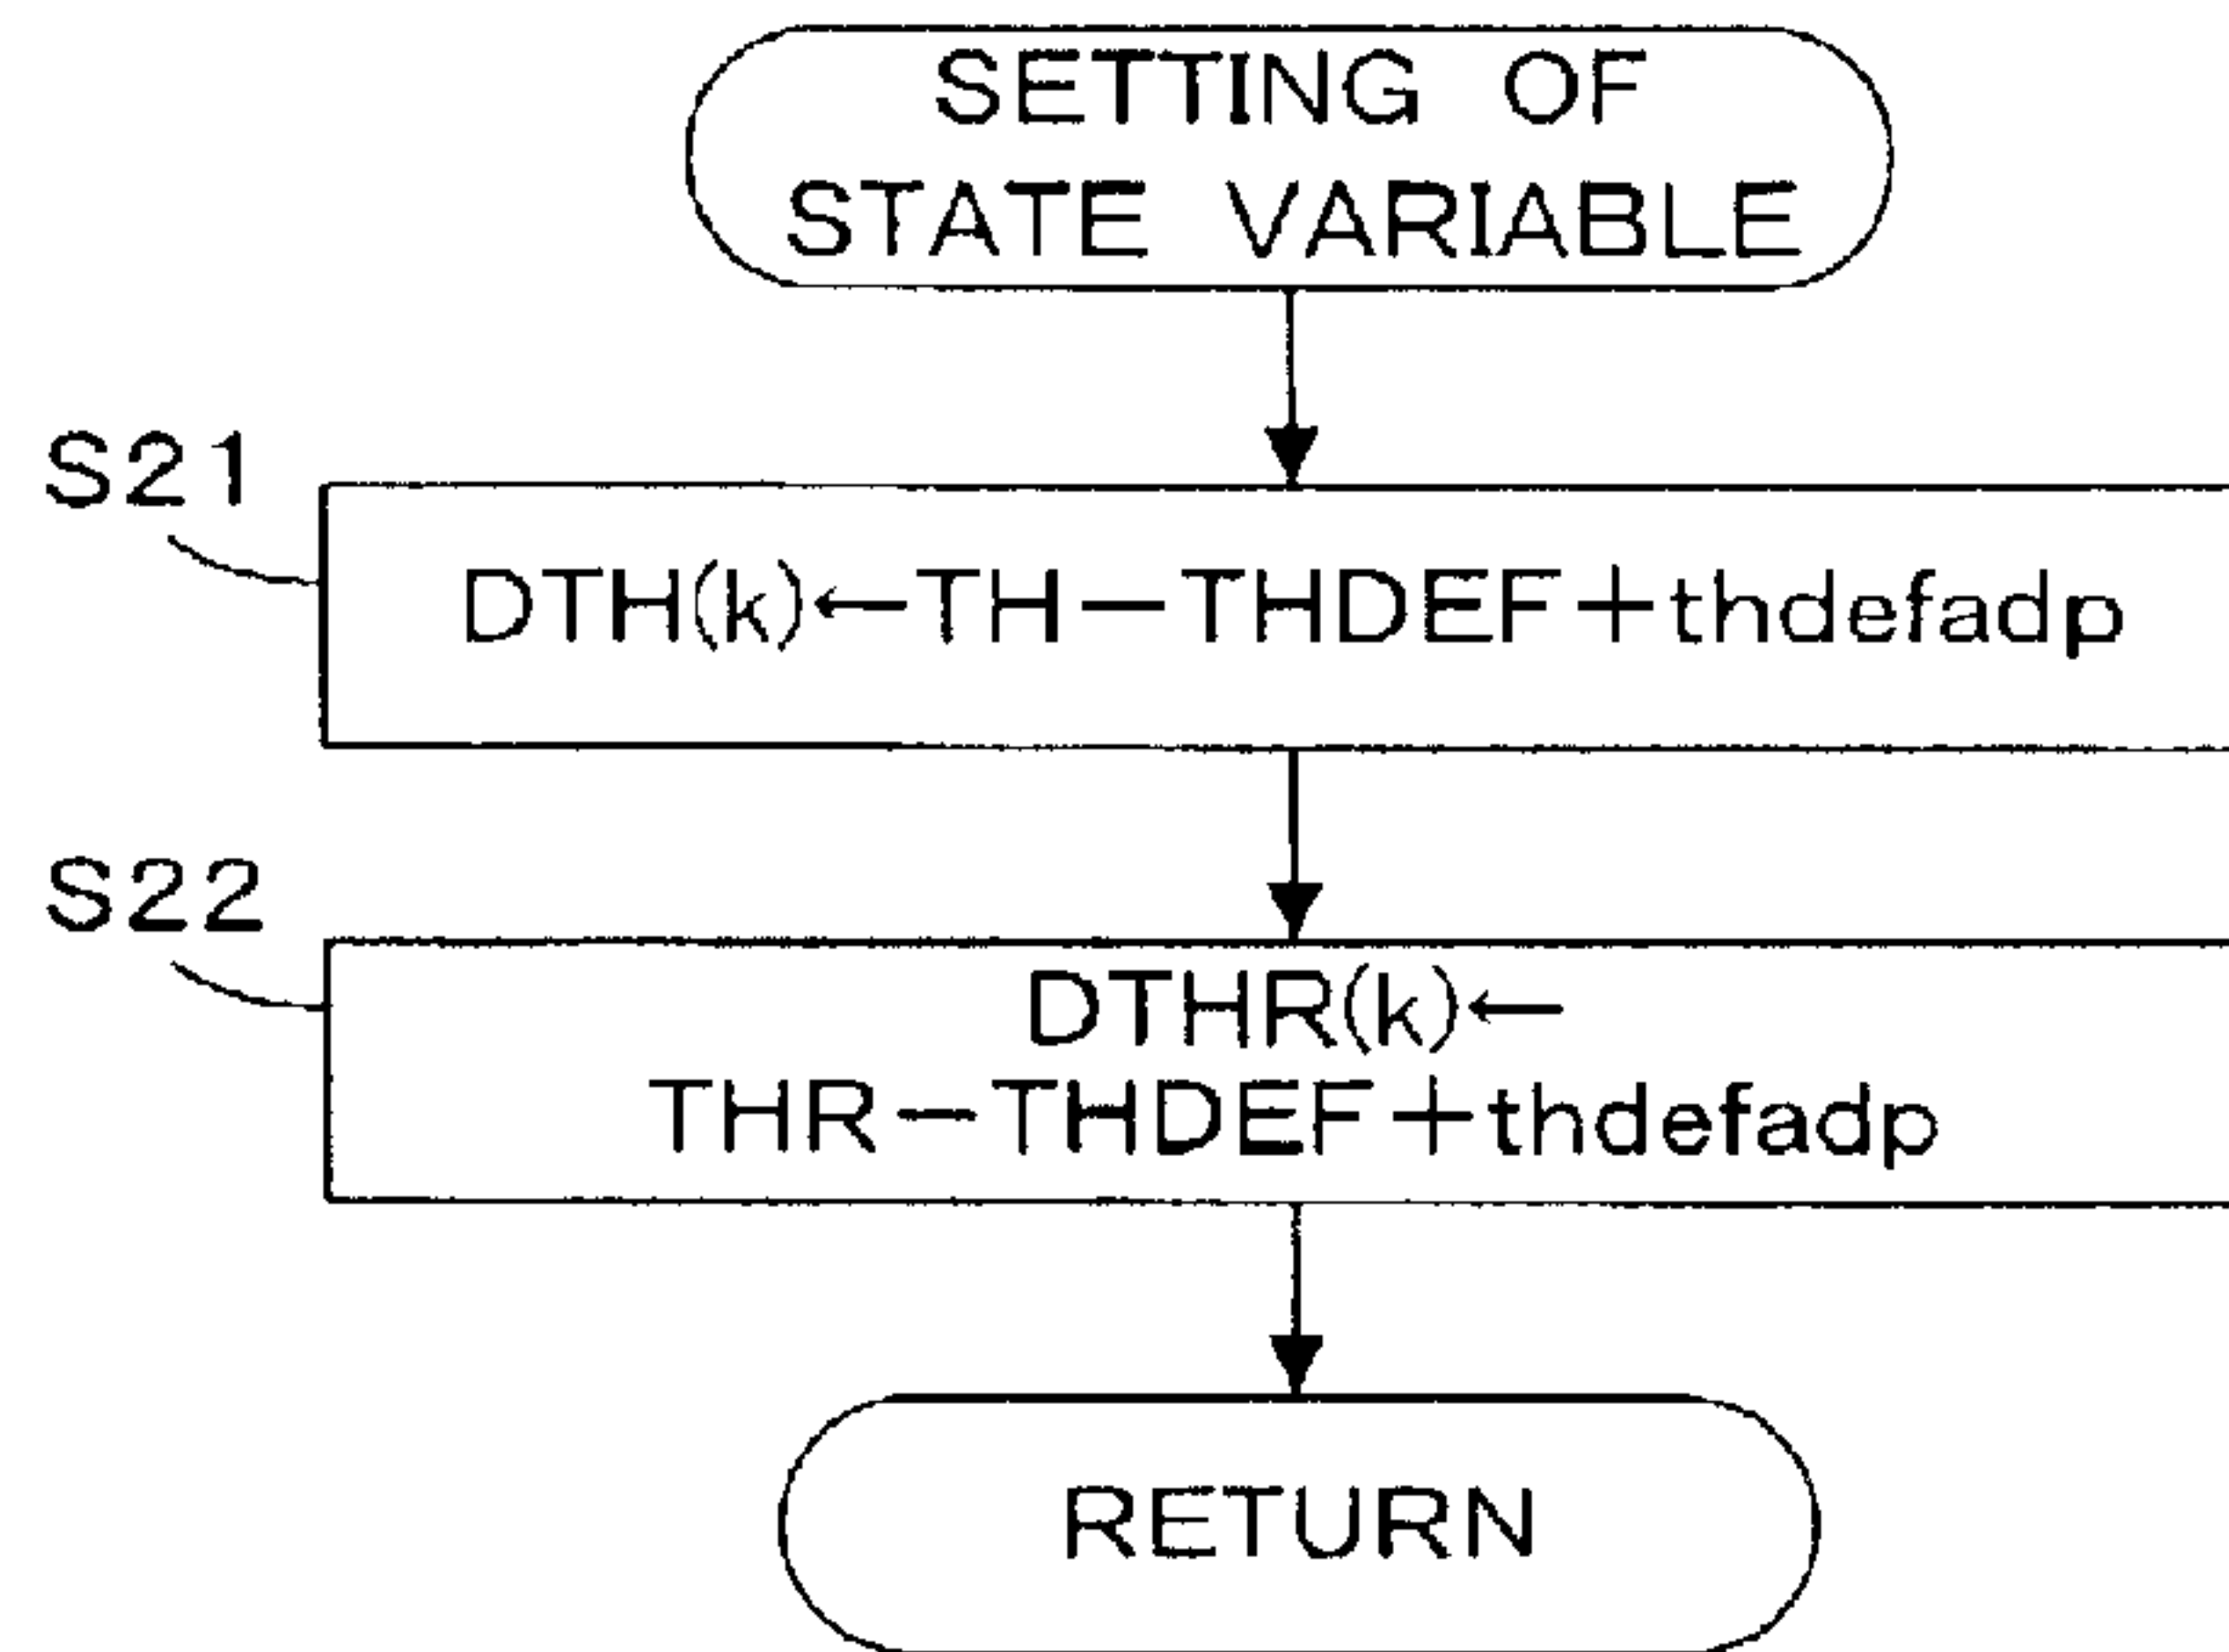 SETTING OF
STATE VARIABLE
S21
DTH(k)←TH−THDEF+thdefadp
S22
DTHR(k)←
THR−THDEF+thdefadp
RETURN